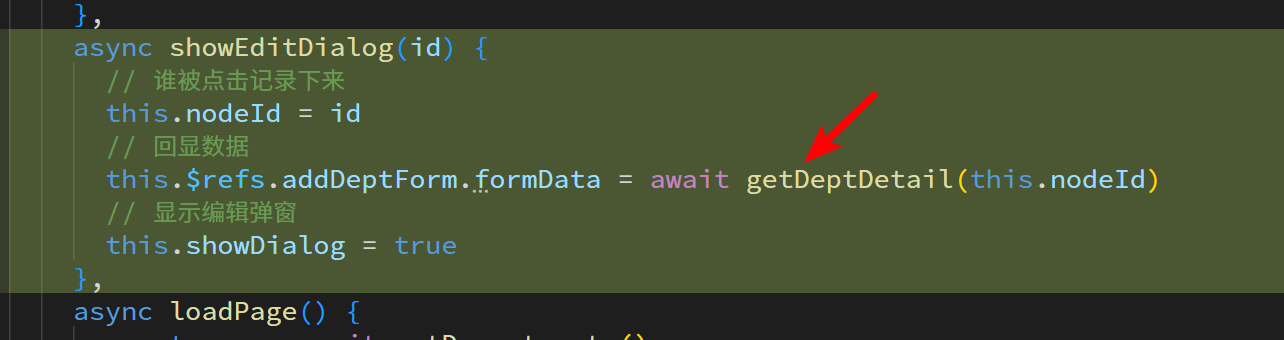 },
async showEditDialog(id) {
// 谁被点击记录下来
this.nodeId = id
// 回显数据
this.$refs.addDeptForm.formData = await getDeptDetail(this.nodeId)
// 显示编辑弹窗
this.showDialog = true
},
async loadPage() {